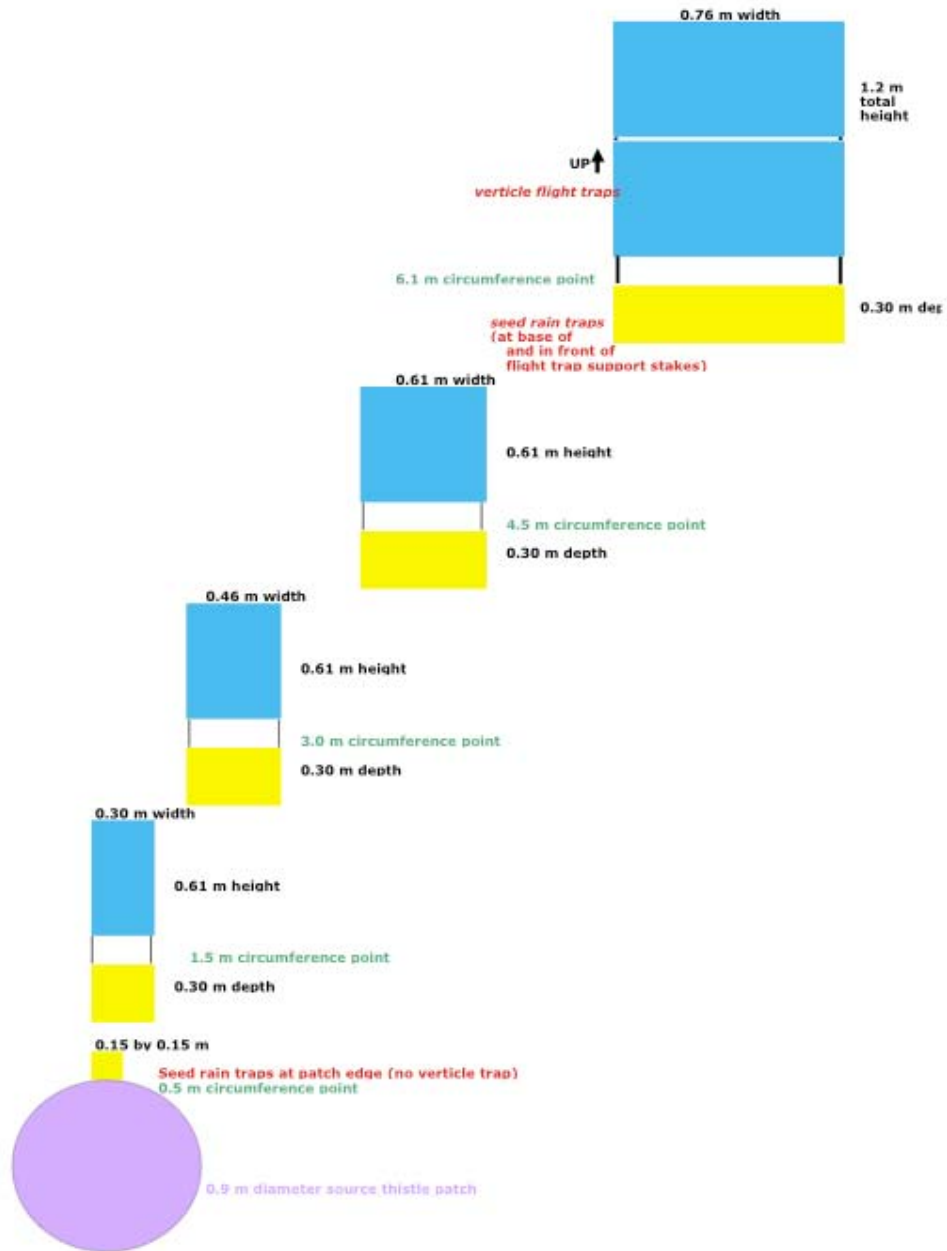 0.76 m width
1.2 m
total
height
UP
verticle flight traps
6.1 m circumference point
0.30 m
seed rain traps
(at base of
and in front of
flight trap support stakes)
0.61 m width
0.61 m height
4.5 m circumference point
0.30 m depth
0.46 m width
0.61 m height
3.0 m circumference point
0.30 m depth
0.30 m width
0.61 m height
1.5 m circumference point
0.30 m depth
0.15 by 0.15 m
Seed rain traps at patch edge (no verticle trap)
0.5 m circumference point
0.9 m diameter source thistle patch